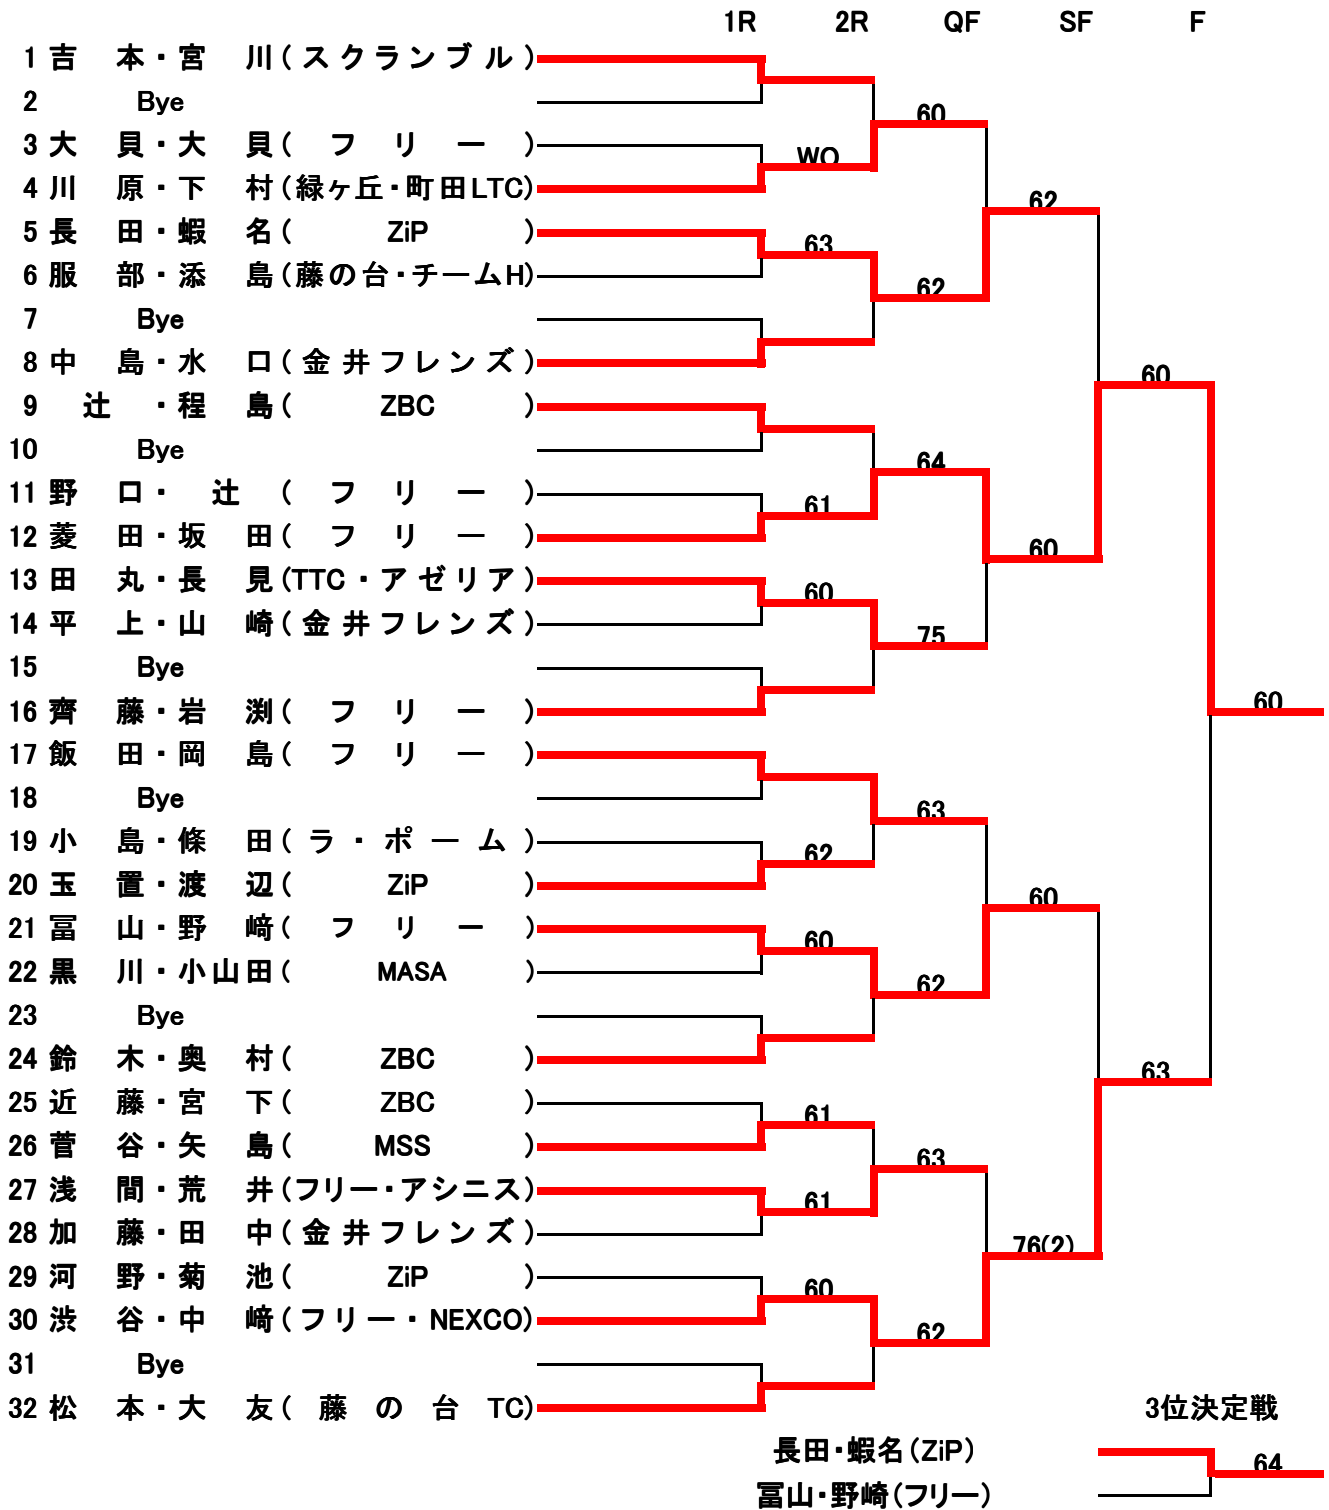 1R 2R QF SF F
1 吉 本・宮 川(スクランブル)
2 Bye
60
3 大 貝・大 貝( フ リ ー )
WO
4 川 原・下 村(緑ヶ丘・町田LTC)
62
5 長 田・蝦 名( ZiP )
63
6 服 部・添 島(藤の台・チームH)
62
7 Bye
8 中 島・水 口(金井フレンズ)
60
9 辻 ・程 島( ZBC )
10 Bye
64
11 野 口・ 辻 ( フ リ ー )
61
12 菱 田・坂 田( フ リ ー )
60
13 田 丸・長 見(TTC・アゼリア)
60
14 平 上・山 崎(金井フレンズ)
75
15 Bye
16 齊 藤・岩 渕( フ リ ー )
60
17 飯 田・岡 島( フ リ ー )
18 Bye
63
19 小 島・條 田(ラ・ポーム)
62
20 玉 置・渡 辺( ZiP )
60
21 冨 山・野 﨑( フ リ ー )
60
22 黒 川・小山田( MASA )
62
23 Bye
24 鈴 木・奥 村( ZBC )
63
25 近 藤・宮 下( ZBC )
61
26 菅 谷・矢 島( MSS )
63
27 浅 間・荒 井(フリー・アシニス)
61
28 加 藤・田 中(金井フレンズ)
76(2)
29 河 野・菊 池( ZiP )
60
30 渋 谷・中 﨑(フリー・NEXCO)
62
31 Bye
32 松 本・大 友( 藤 の 台 TC)
3位決定戦
長田・蝦名(ZiP)
64
冨山・野﨑(フリー)